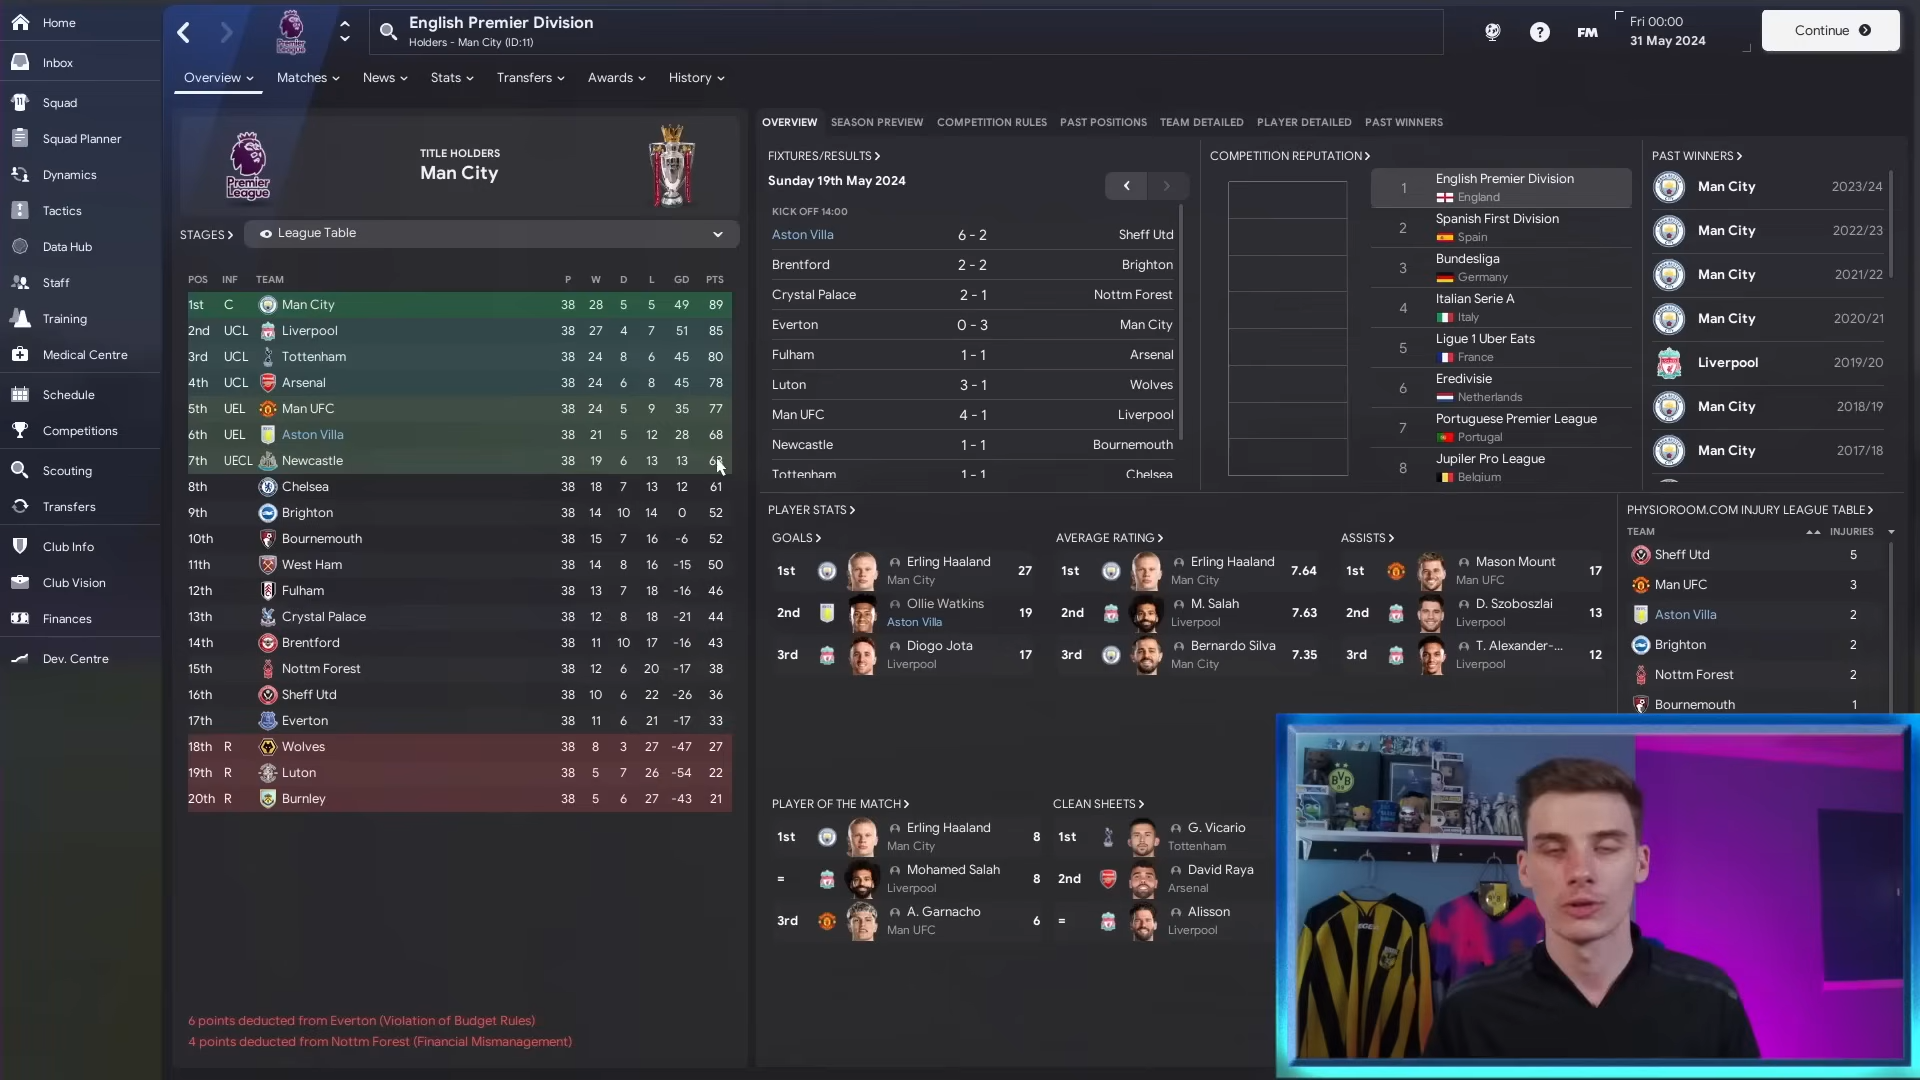 Home
Inbox
Squad
Squad Planner
Dynamics
Tactics
Data Hub
Staff
Training
Medical Centre
Schedule
Competitions
Scouting
Transfers
Club Info
Club Vision
Finances
Dev. Centre
English Premier Division
Holders - Man City (ID:11)
FM
Fri 00:00
31 May 2024
Continue
Overview Matches News Stats Transfers Awards History
Premier League
TITLE HOLDERS
Man City
STAGES League Table
POS INF TEAM P W D L GD PTS
1st C Man City 38 28 5 5 49 89
2nd UCL Liverpool 38 27 4 7 51 85
3rd UCL Tottenham 38 24 8 6 45 80
4th UCL Arsenal 38 24 6 8 45 78
5th UEL Man UFC 38 24 5 9 35 77
6th UEL Aston Villa 38 21 5 12 28 68
7th UECL Newcastle 38 19 6 13 13
8th Chelsea 38 18 7 13 12 61
9th Brighton 38 14 10 14 0 52
10th Bournemouth 38 15 7 16 -6 52
11th West Ham 38 14 8 16 -15 50
12th Fulham 38 13 7 18 -16 46
13th Crystal Palace 38 12 8 18 -21 44
14th Brentford 38 11 10 17 -16 43
15th Nottm Forest 38 12 6 20 -17 38
16th Sheff Utd 38 10 6 22 -26 36
17th Everton 38 11 6 21 -17 33
18th R Wolves 38 8 3 27 -47 27
19th R Luton 38 5 7 26 -54 22
20th R Burnley 38 5 6 27 -43 21
6 points deducted from Everton (Violation of Budget Rules)
4 points deducted from Nottm Forest (Financial Mismanagement)
OVERVIEW SEASON PREVIEW COMPETITION RULES PAST POSITIONS TEAM DETAILED PLAYER DETAILED PAST WINNERS
FIXTURES/RESULTS
Sunday 19th May 2024
KICK OFF 14:00
Aston Villa 6 - 2 Sheff Utd
Brentford 2 - 2 Brighton
Crystal Palace 2 - 1 Nottm Forest
Everton 0 - 3 Man City
Fulham 1 - 1 Arsenal
Luton 3 - 1 Wolves
Man UFC 4 - 1 Liverpool
Newcastle 1 - 1 Bournemouth
Tottenham 1 - 1 Chelsea
COMPETITION REPUTATION
1 English Premier Division
England
2 Spanish First Division
Spain
3 Bundesliga
Germany
4 Italian Serie A
Italy
5 Ligue 1 Uber Eats
France
6 Eredivisie
Netherlands
7 Portuguese Premier League
Portugal
8 Jupiler Pro League
Belgium
PAST WINNERS
Man City 2023/24
Man City 2022/23
Man City 2021/22
Man City 2020/21
Liverpool 2019/20
Man City 2018/19
Man City 2017/18
PLAYER STATS
GOALS
1st Erling Haaland 27
Man City
2nd Ollie Watkins 19
Aston Villa
3rd Diogo Jota 17
Liverpool
AVERAGE RATING
1st Erling Haaland 7.64
Man City
2nd M. Salah 7.63
Liverpool
3rd Bernardo Silva 7.35
Man City
ASSISTS
1st Mason Mount 17
Man UFC
2nd D. Szoboszlai 13
Liverpool
3rd T. Alexander-... 12
Liverpool
PLAYER OF THE MATCH
1st Erling Haaland 8
Man City
= Mohamed Salah 8
Liverpool
3rd A. Garnacho 6
Man UFC
CLEAN SHEETS
1st G. Vicario
Tottenham
2nd David Raya
Arsenal
= Alisson
Liverpool
PHYSIOROOM.COM INJURY LEAGUE TABLE
TEAM INJURIES
Sheff Utd 5
Man UFC 3
Aston Villa 2
Brighton 2
Nottm Forest 2
Bournemouth 1
BVB
09